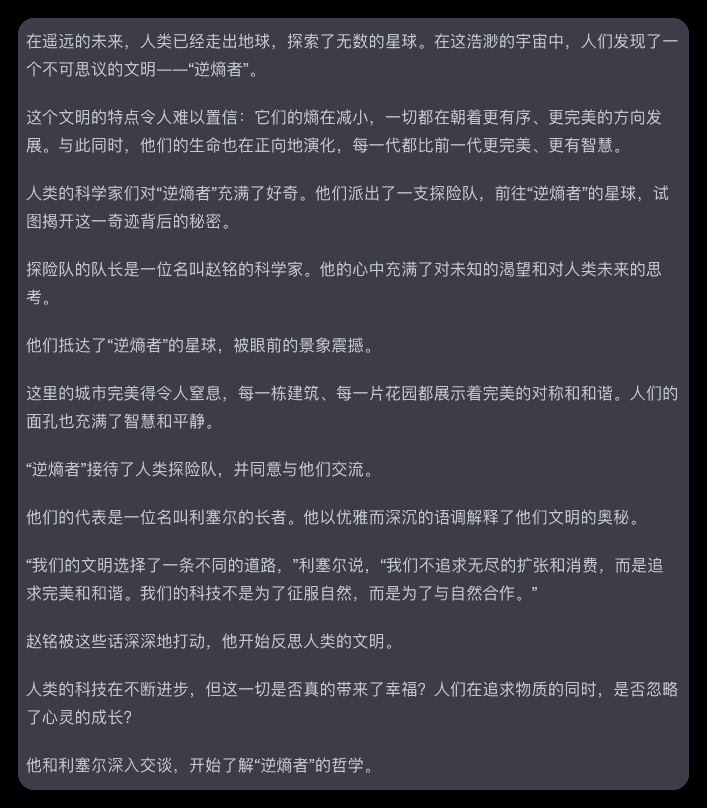 在遥远的未来，人类已经走出地球，探索了无数的星球。在这浩渺的宇宙中，人们发现了一
个不可思议的文明——“逆熵者”。
这个文明的特点令人难以置信：它们的熵在减小，一切都在朝着更有序、更完美的方向发
展。与此同时，他们的生命也在正向地演化，每一代都比前一代更完美、更有智慧。
人类的科学家们对“逆熵者”充满了好奇。他们派出了一支探险队，前往“逆熵者”的星球，试
图揭开这一奇迹背后的秘密。
探险队的队长是一位名叫赵铭的科学家。他的心中充满了对未知的渴望和对人类未来的思
考。
他们抵达了“逆熵者”的星球，被眼前的景象震撼。
这里的城市完美得令人窒息，每一栋建筑、每一片花园都展示着完美的对称和和谐。人们的
面孔也充满了智慧和平静。
“逆熵者”接待了人类探险队，并同意与他们交流。
他们的代表是一位名叫利塞尔的长者。他以优雅而深沉的语调解释了他们文明的奥秘。
“我们的文明选择了一条不同的道路，”利塞尔说，“我们不追求无尽的扩张和消费，而是追
求完美和和谐。我们的科技不是为了征服自然，而是为了与自然合作。”
赵铭被这些话深深地打动，他开始反思人类的文明。
人类的科技在不断进步，但这一切是否真的带来了幸福？人们在追求物质的同时，是否忽略
了心灵的成长？
他和利塞尔深入交谈，开始了解“逆熵者”的哲学。